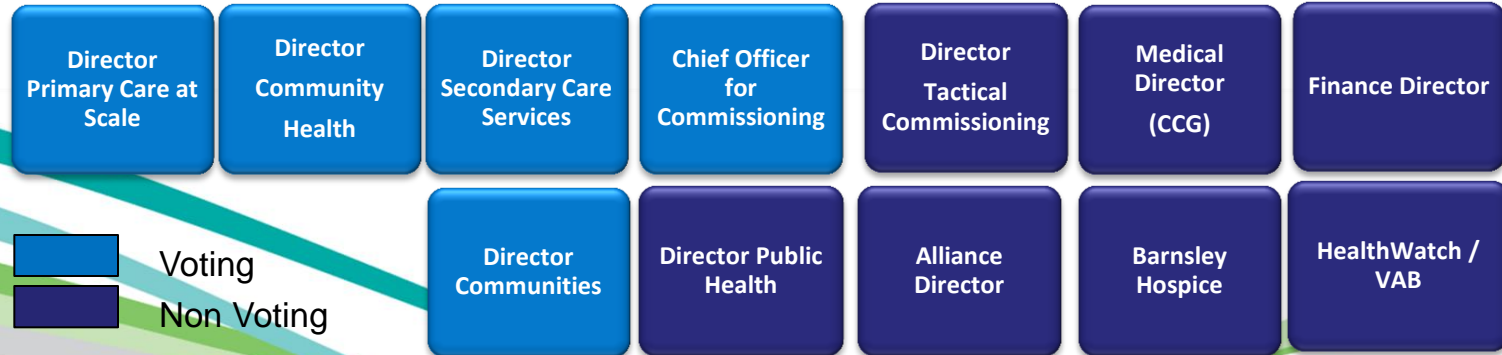 Director
Primary Care at
Scale
Director
Community
Health
Director
Secondary Care
Services
Chief Officer
for
Commissioning
Director
Tactical
Commissioning
Medical
Director
(CCG)
Finance Director
Director
Communities
Director Public
Health
Alliance
Director
Barnsley
Hospice
HealthWatch /
VAB
Voting
Non Voting